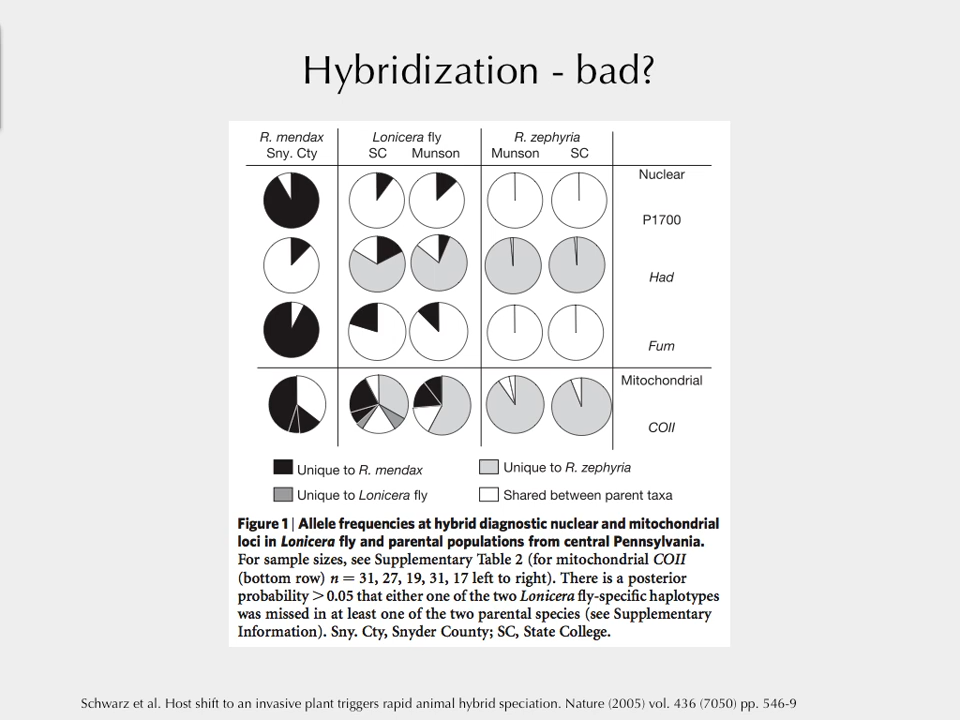 Hybridization - bad?
R. mendax Lonicera fly R. zephyria
Sny. Cty SC Munson Munson SC
Nuclear
P1700
Had
Fum
Mitochondrial
COII
Unique to R. mendax Unique to R. zephyria
Unique to Lonicera fly Shared between parent taxa
Figure 1 | Allele frequencies at hybrid diagnostic nuclear and mitochondrial
loci in Lonicera fly and parental populations from central Pennsylvania.
For sample sizes, see Supplementary Table 2 (for mitochondrial COII
(bottom row) n = 31, 27, 19, 31, 17 left to right). There is a posterior
probability > 0.05 that either one of the two Lonicera fly-specific haplotypes
was missed in at least one of the two parental species (see Supplementary
Information). Sny. Cty, Snyder County; SC, State College.
Schwarz et al. Host shift to an invasive plant triggers rapid animal hybrid speciation. Nature (2005) vol. 436 (7050) pp. 546-9